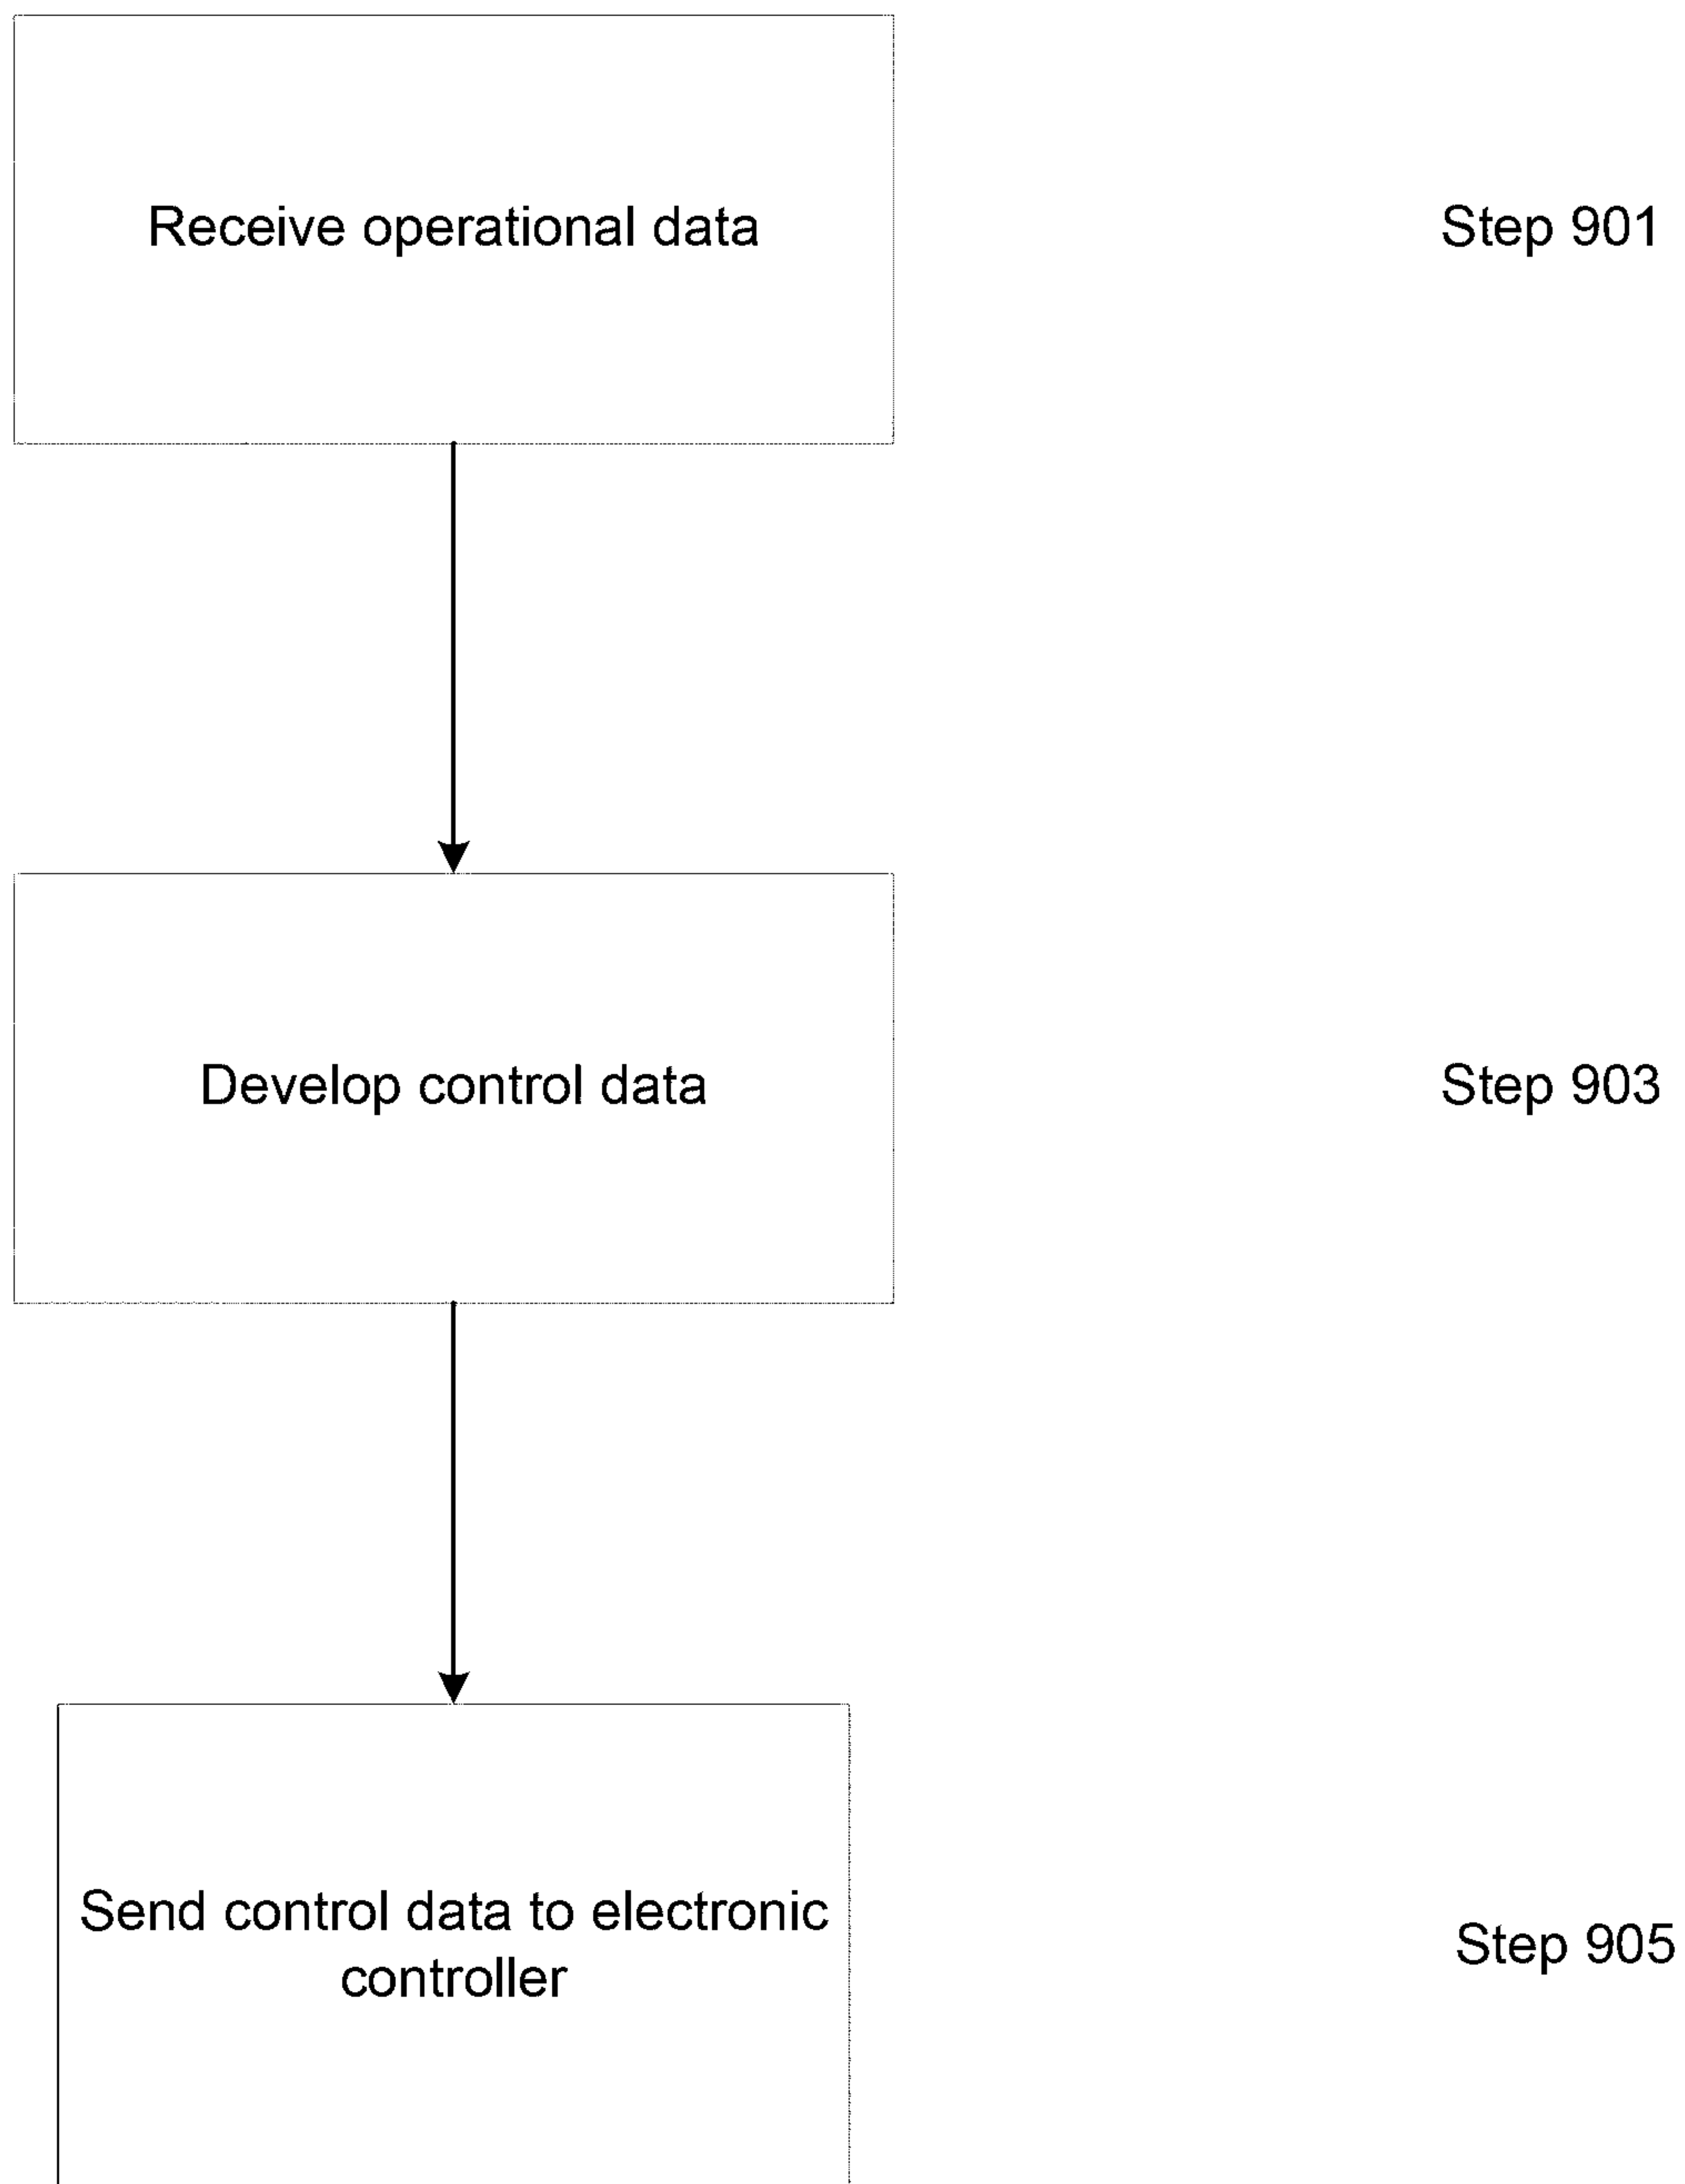 Receive operational data
Step 901
Develop control data
Step 903
Send control data to electronic
controller
Step 905